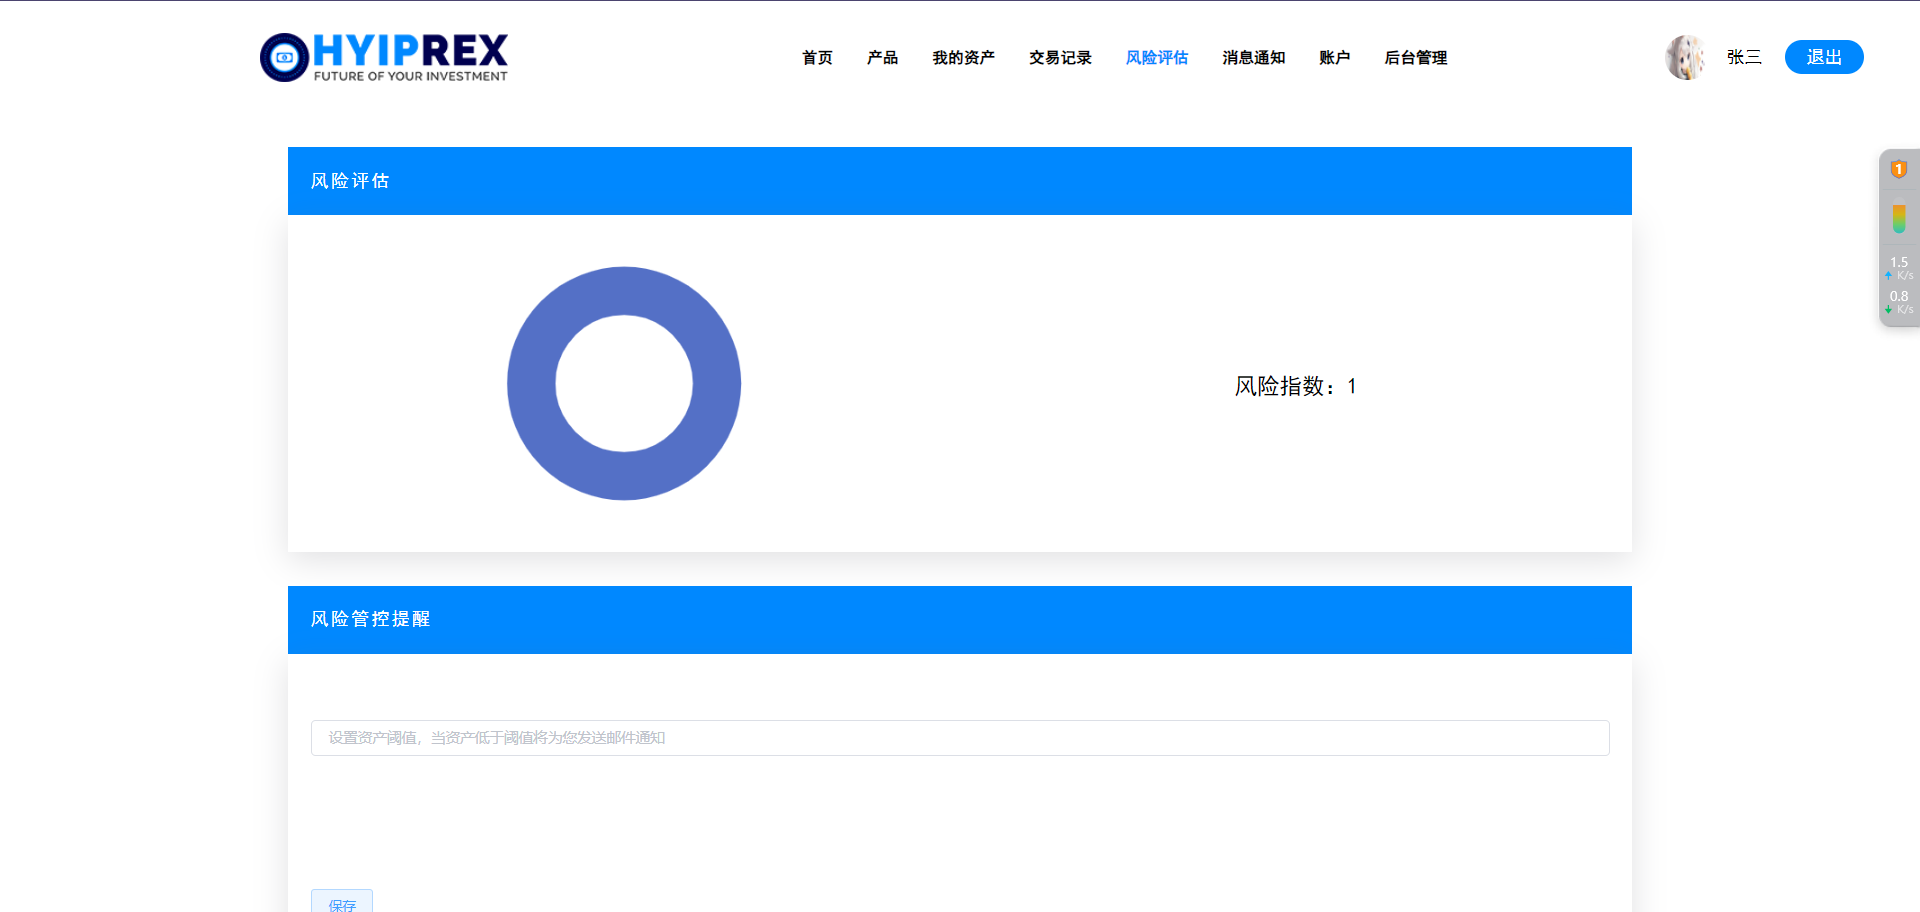 HYIPREX
FUTURE OF YOUR INVESTMENT
首页 产品 我的资产 交易记录 风险评估 消息通知 账户 后台管理
张三 退出
风险评估
1
1.5
K/s
0.8
K/s
风险指数：1
风险管控提醒
设置资产阈值，当资产低于阈值将为您发送邮件通知
保存